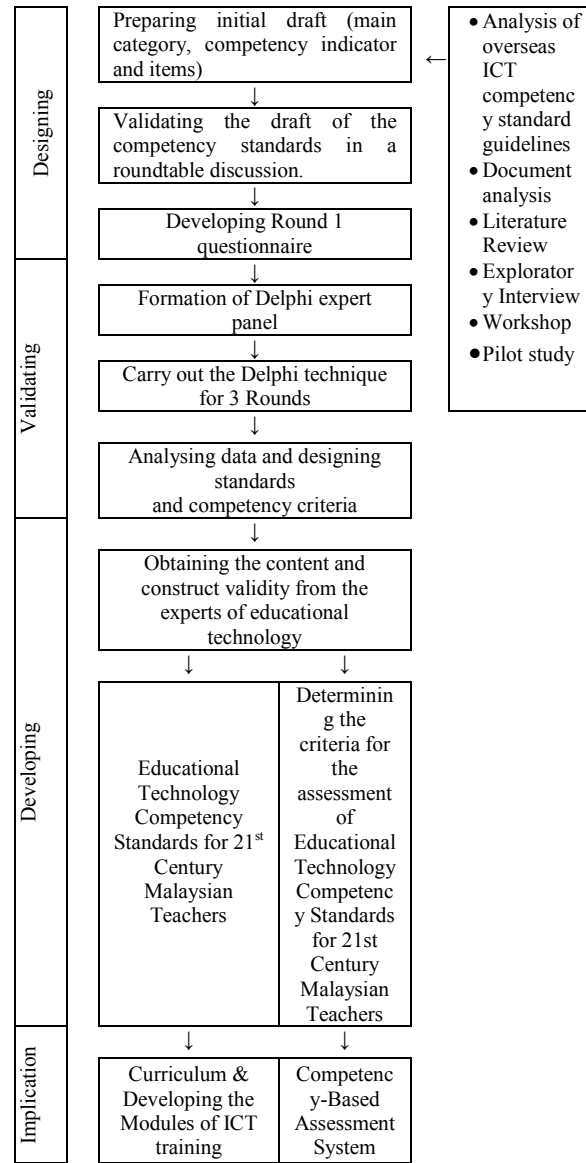 Designing
Preparing initial draft (main
category, competency indicator
and items)
↓
Validating the draft of the
competency standards in a
roundtable discussion.
↓
Developing Round 1
questionnaire
←
• Analysis of
overseas
ICT
competenc
y standard
guidelines
• Document
analysis
• Literature
Review
• Explorator
y Interview
• Workshop
• Pilot study
↓
Validating
Formation of Delphi expert
panel
↓
Carry out the Delphi technique
for 3 Rounds
↓
Analysing data and designing
standards
and competency criteria
↓
Developing
Obtaining the content and
construct validity from the
experts of educational
technology
↓ ↓
Educational
Technology
Competency
Standards for 21st
Century
Malaysian
Teachers
Determinin
g the
criteria for
the
assessment
of
Educational
Technology
Competenc
y Standards
for 21st
Century
Malaysian
Teachers
↓ ↓
Implication
Curriculum &
Developing the
Modules of ICT
training
Competenc
y-Based
Assessment
System